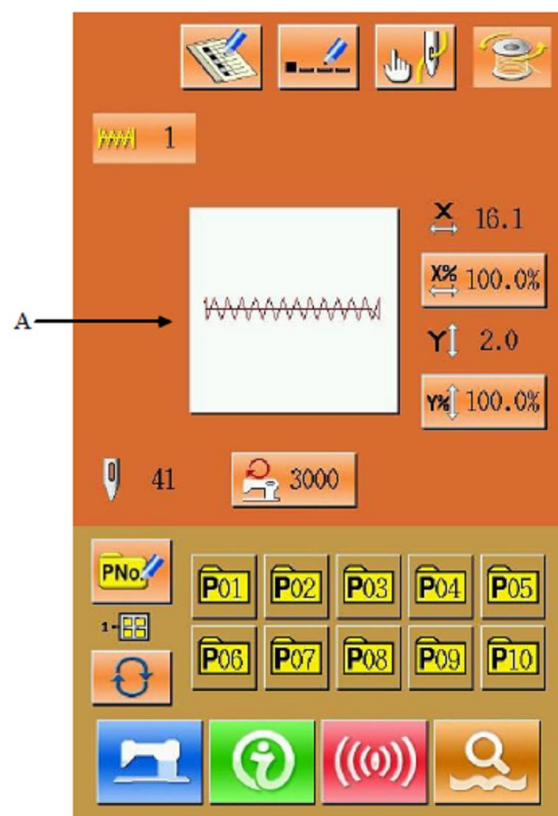 1
X 16.1
X% 100.0%
A
Y 2.0
Y% 100.0%
41 3000
PNo.
P01 P02 P03 P04 P05
1-
P06 P07 P08 P09 P10